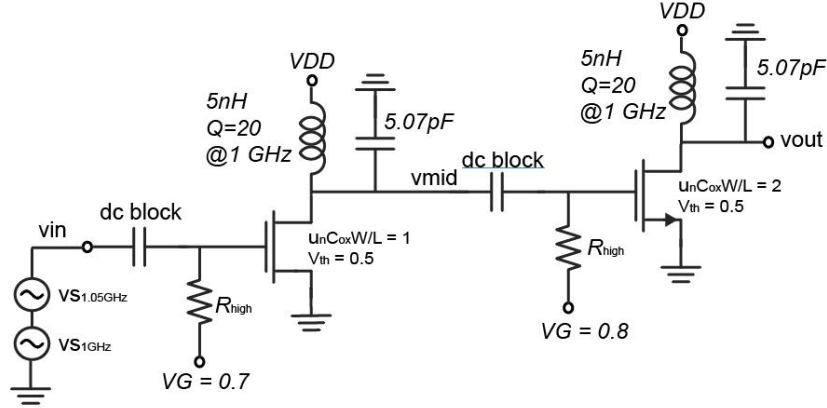 VDD
5nH
Q=20
@1 GHz
5.07pF
VDD
5nH
Q=20
@1 GHz
5.07pF
vout
vmid
dc block
unCoxW/L = 2
Vth = 0.5
vin
dc block
unCoxW/L = 1
Vth = 0.5
Rhigh
VG = 0.8
vs1.05GHz
vs1GHz
Rhigh
VG = 0.7